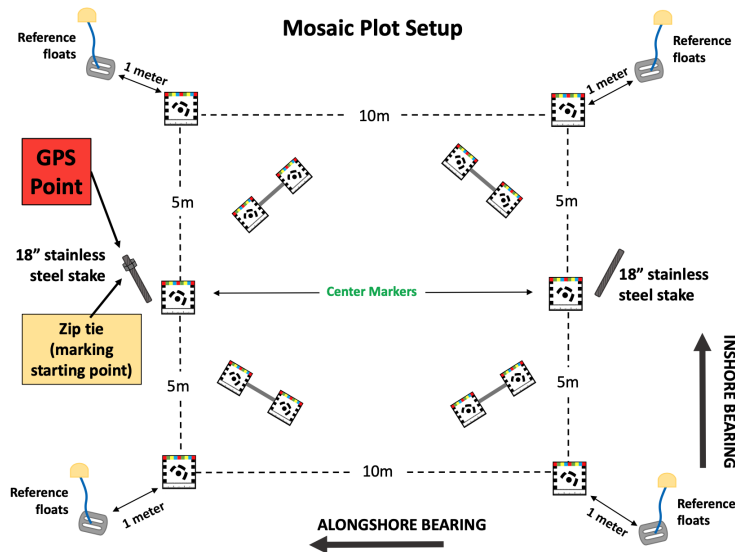 Mosaic Plot Setup
Reference
floats
1 meter
Reference
floats
1 meter
10m
GPS
Point
5m
5m
18” stainless
steel stake
Center Markers
18” stainless
steel stake
Zip tie
(marking
starting point)
5m
5m
INSHORE BEARING
10m
Reference
floats
1 meter
ALONGSHORE BEARING
1 meter
Reference
floats